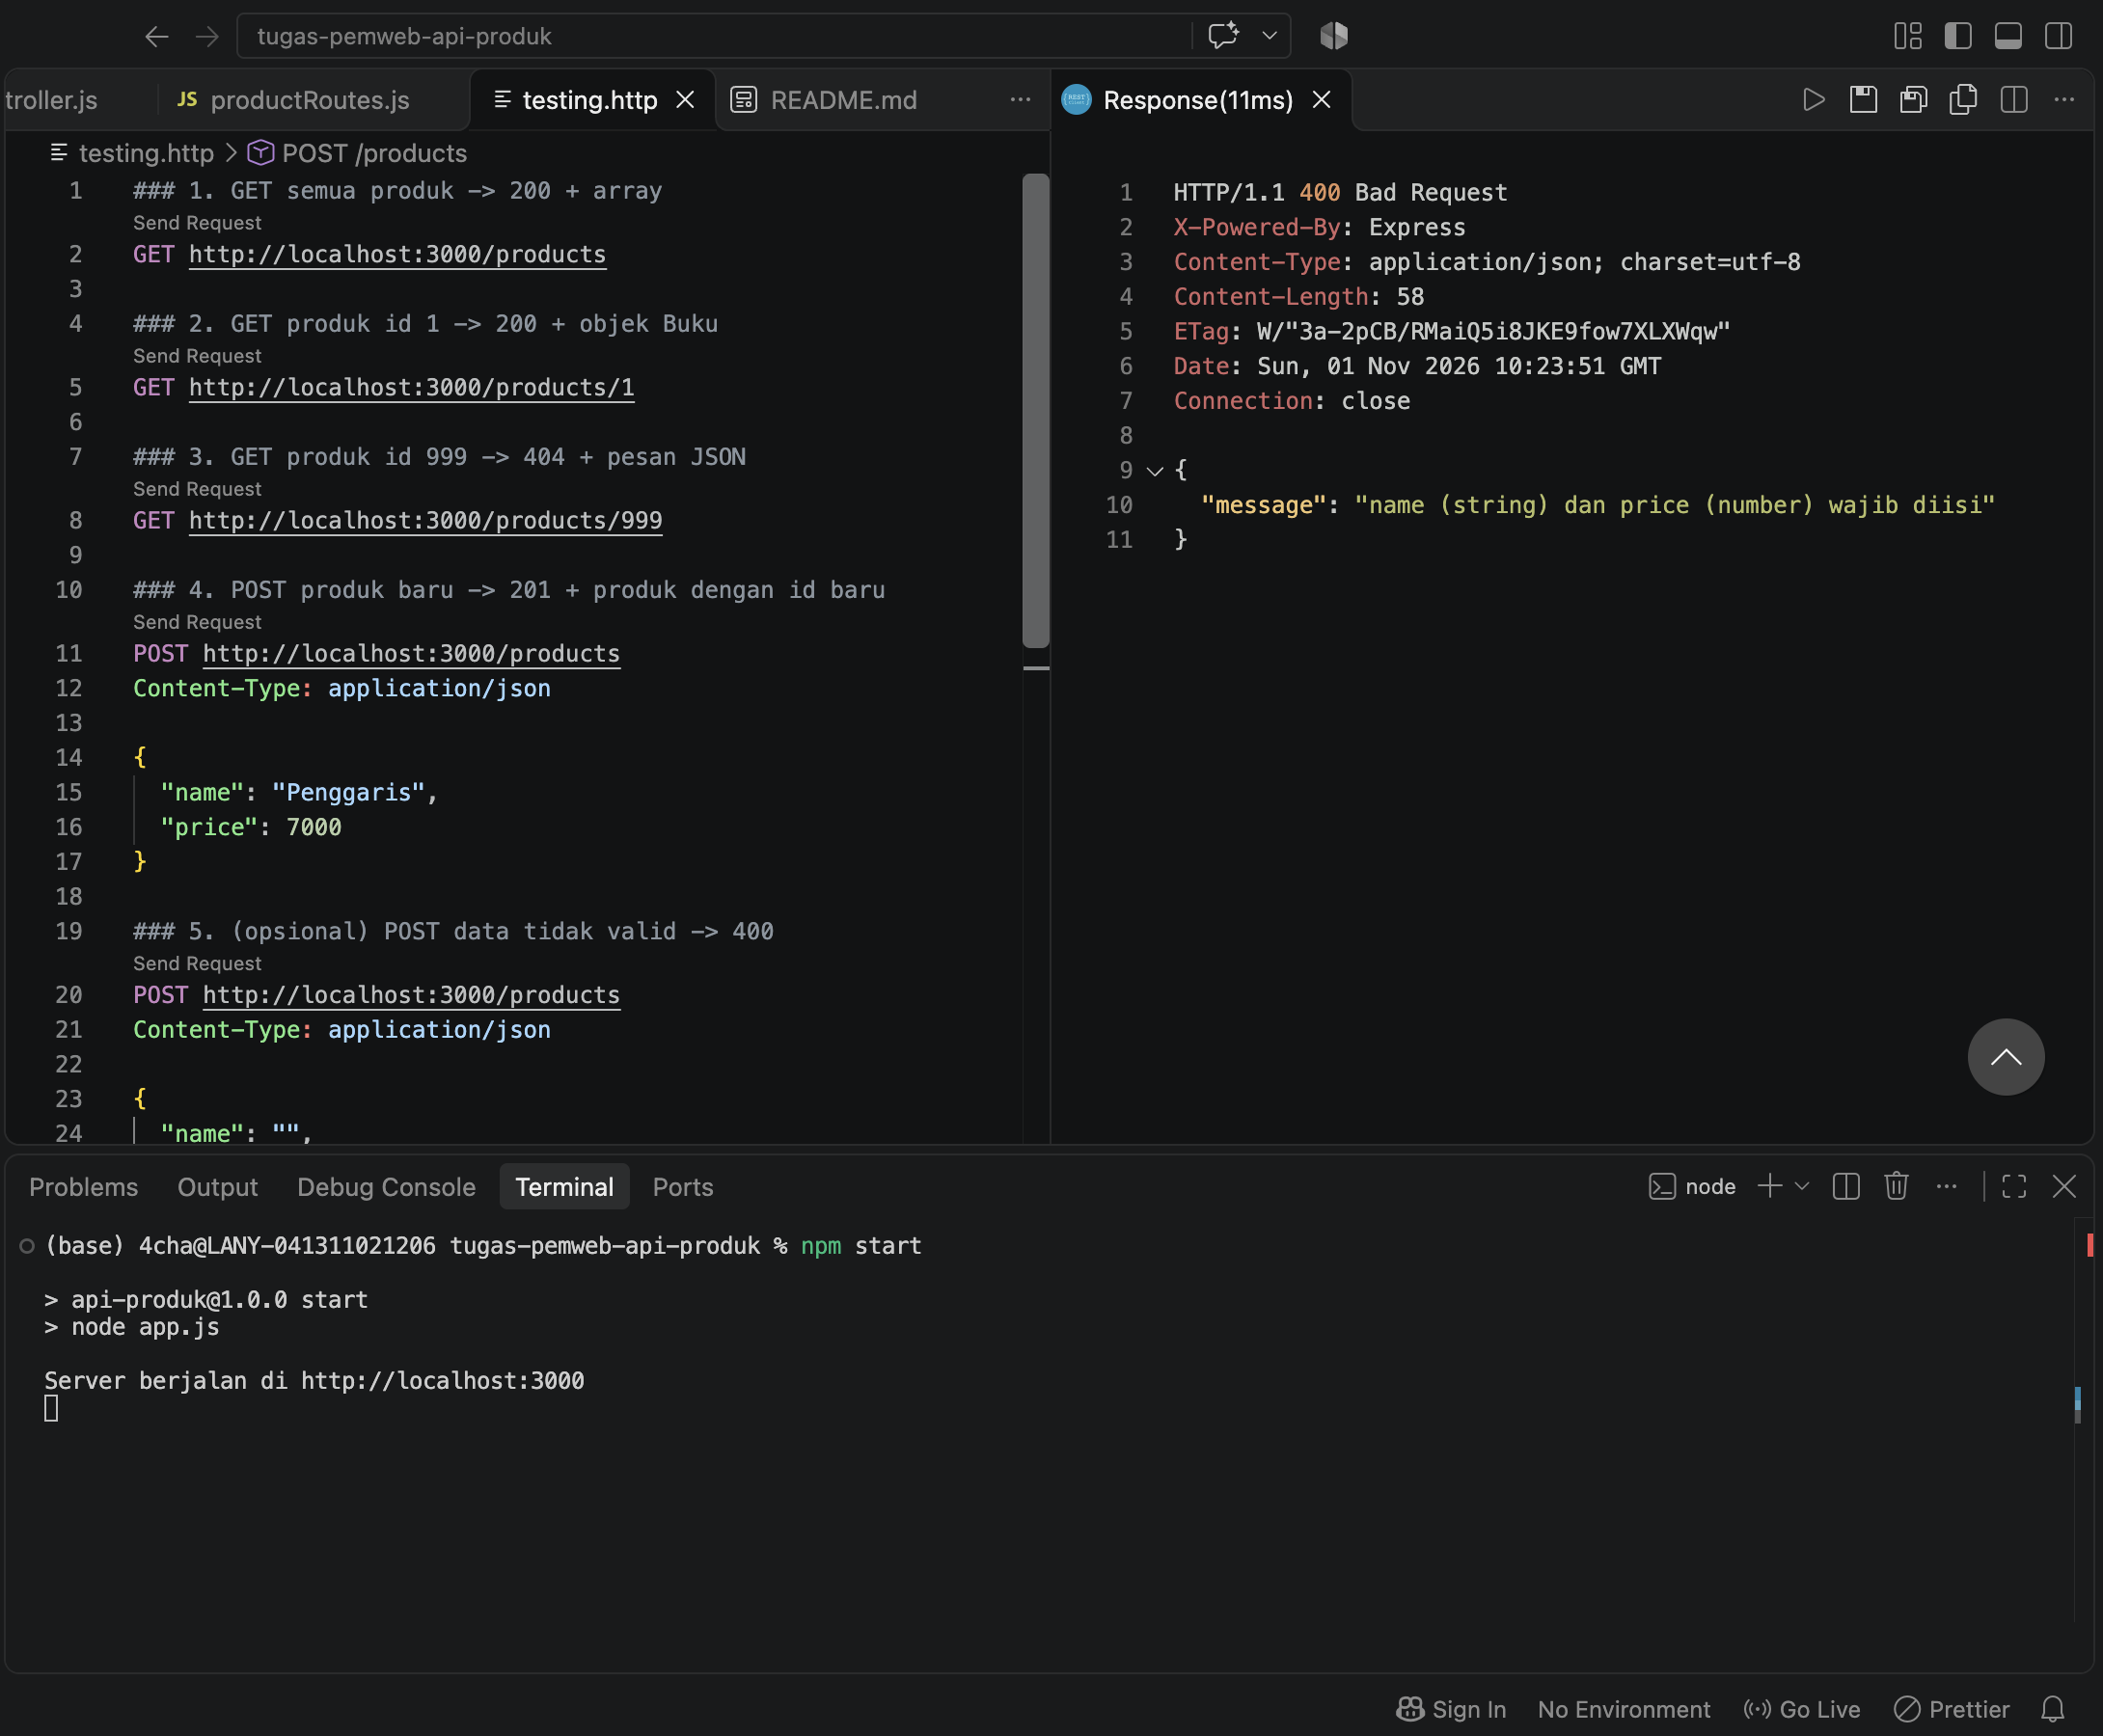 tugas-pemweb-api-produk
troller.js
JS productRoutes.js
testing.http
README.md
testing.http > POST /products
1 ### 1. GET semua produk -> 200 + array
Send Request
2 GET http://localhost:3000/products
3
4 ### 2. GET produk id 1 -> 200 + objek Buku
Send Request
5 GET http://localhost:3000/products/1
6
7 ### 3. GET produk id 999 -> 404 + pesan JSON
Send Request
8 GET http://localhost:3000/products/999
9
10 ### 4. POST produk baru -> 201 + produk dengan id baru
Send Request
11 POST http://localhost:3000/products
12 Content-Type: application/json
13
14 {
15 "name": "Penggaris",
16 "price": 7000
17 }
18
19 ### 5. (opsional) POST data tidak valid -> 400
Send Request
20 POST http://localhost:3000/products
21 Content-Type: application/json
22
23 {
24 "name": "",
Response(11ms)
1 HTTP/1.1 400 Bad Request
2 X-Powered-By: Express
3 Content-Type: application/json; charset=utf-8
4 Content-Length: 58
5 ETag: W/"3a-2pCB/RMaiQ5i8JKE9fow7XLXWqw"
6 Date: Sun, 01 Nov 2026 10:23:51 GMT
7 Connection: close
8
9 {
10 "message": "name (string) dan price (number) wajib diisi"
11 }
Problems Output Debug Console Terminal Ports
node
(base) 4cha@LANY-041311021206 tugas-pemweb-api-produk % npm start
> api-produk@1.0.0 start
> node app.js
Server berjalan di http://localhost:3000
Sign In No Environment Go Live Prettier